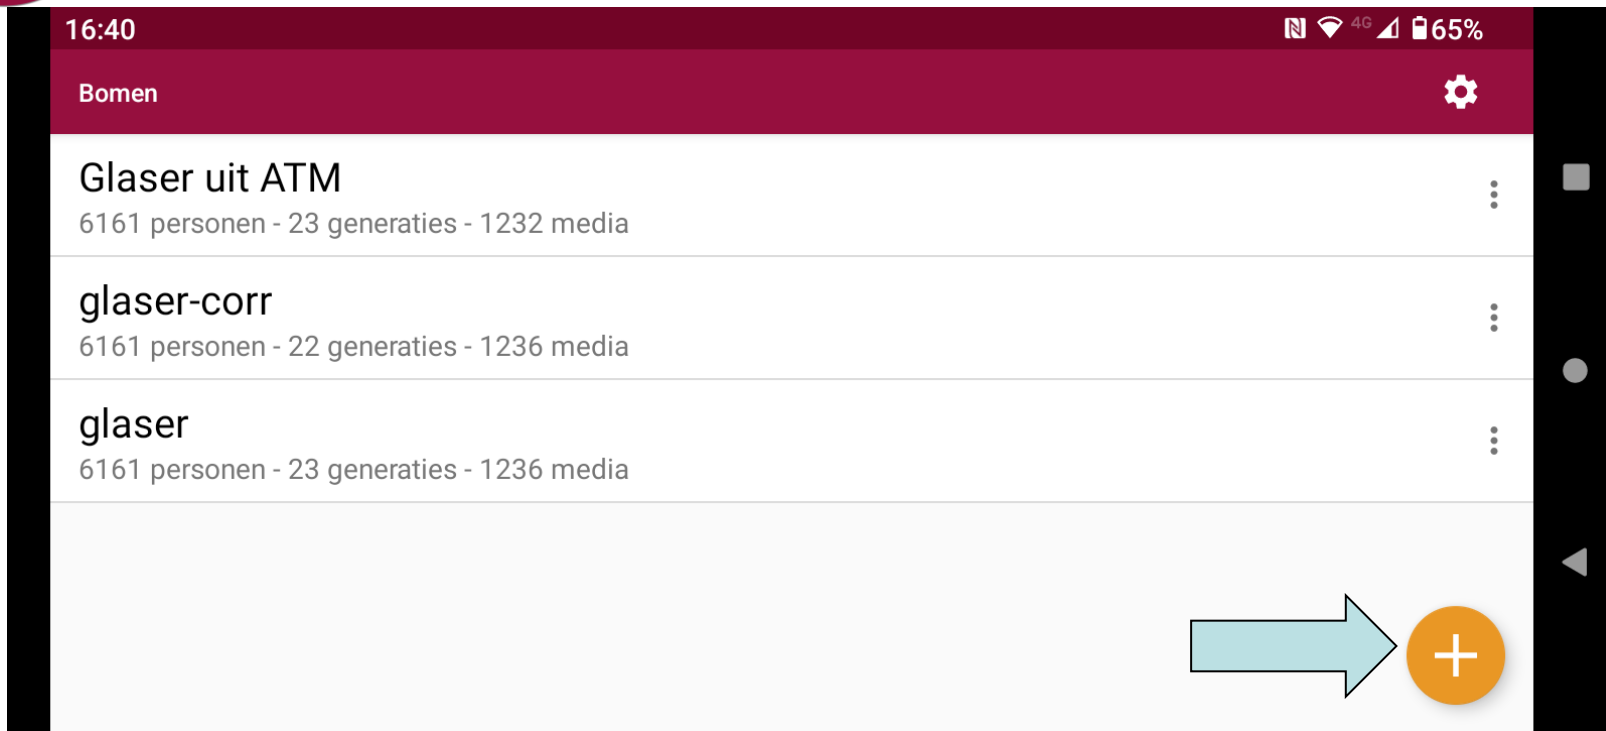 16:40
4G 65%
Bomen
Glaser uit ATM
6161 personen - 23 generaties - 1232 media
glaser-corr
6161 personen - 22 generaties - 1236 media
glaser
6161 personen - 23 generaties - 1236 media